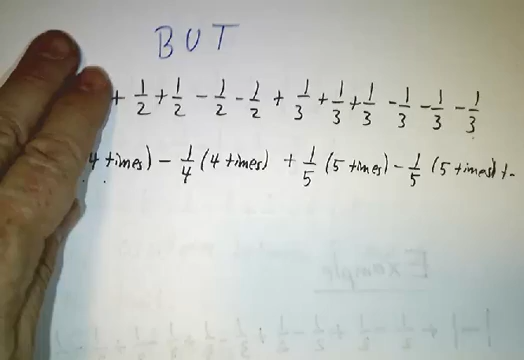 BUT
+ 1/2 + 1/2 - 1/2 - 1/2 + 1/3 + 1/3 + 1/3 - 1/3 - 1/3 - 1/3
4 times) - 1/4 (4 times) + 1/5 (5 times) - 1/5 (5 times) + -
Example